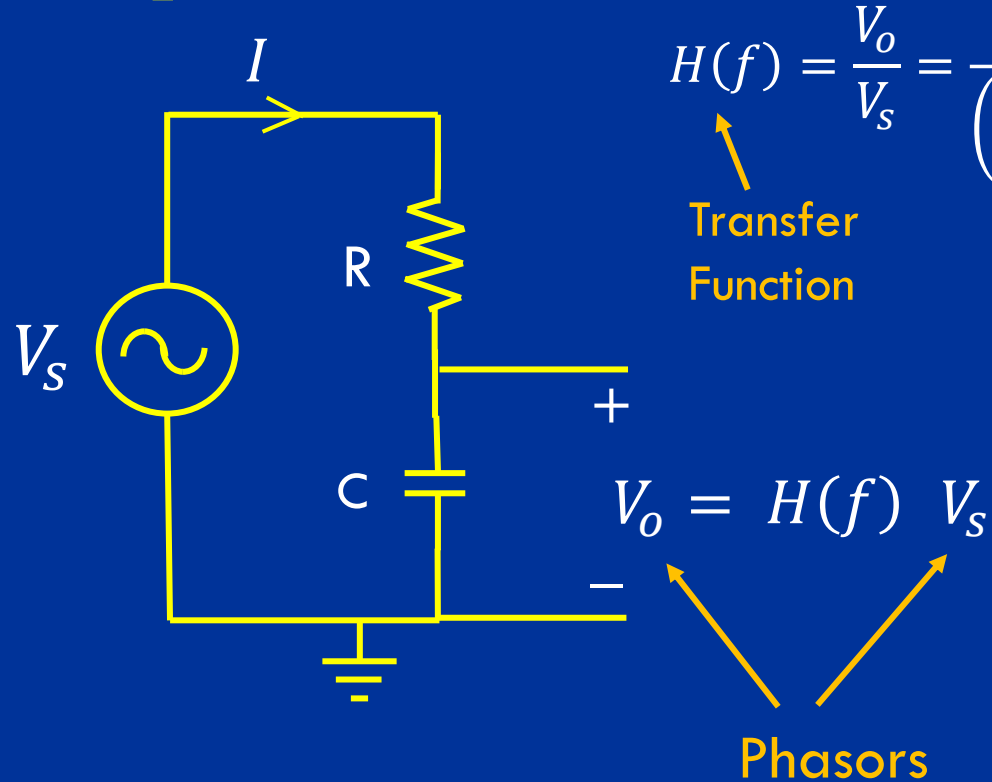 I
H(f) = V_o / V_s =
Transfer
Function
R
V_s
+
C
V_o = H(f) V_s
−
Phasors